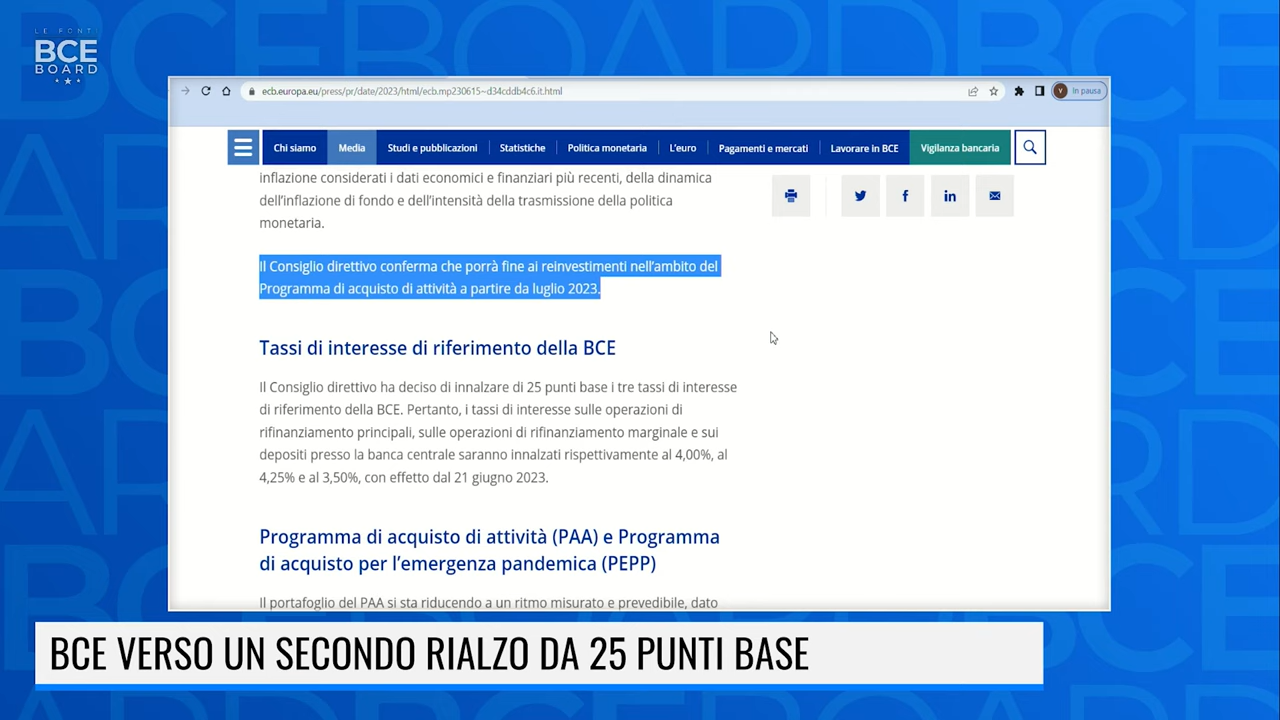 LE FONTI
BCE
BOARD
ecb.europa.eu/press/pr/date/2023/html/ecb.mp230615~d34cddb4c6.it.html
In pausa
Chi siamo
Media
Studi e pubblicazioni
Statistiche
Politica monetaria
L'euro
Pagamenti e mercati
Lavorare in BCE
Vigilanza bancaria
inflazione considerati i dati economici e finanziari più recenti, della dinamica
dell'inflazione di fondo e dell'intensità della trasmissione della politica
monetaria.
Il Consiglio direttivo conferma che porrà fine ai reinvestimenti nell'ambito del
Programma di acquisto di attività a partire da luglio 2023.
Tassi di interesse di riferimento della BCE
Il Consiglio direttivo ha deciso di innalzare di 25 punti base i tre tassi di interesse
di riferimento della BCE. Pertanto, i tassi di interesse sulle operazioni di
rifinanziamento principali, sulle operazioni di rifinanziamento marginale e sui
depositi presso la banca centrale saranno innalzati rispettivamente al 4,00%, al
4,25% e al 3,50%, con effetto dal 21 giugno 2023.
Programma di acquisto di attività (PAA) e Programma
di acquisto per l'emergenza pandemica (PEPP)
Il portafoglio del PAA si sta riducendo a un ritmo misurato e prevedibile, dato
BCE VERSO UN SECONDO RIALZO DA 25 PUNTI BASE